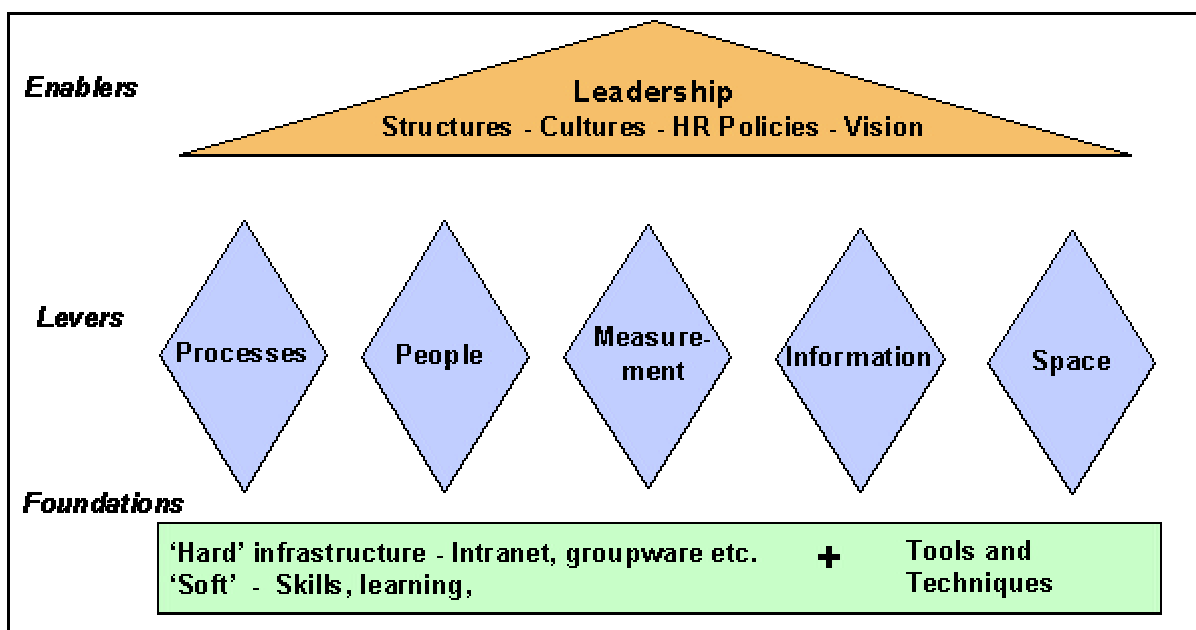 Enablers
Leadership
Structures - Cultures - HR Policies - Vision
Levers
Processes
People
Measure-
ment
Information
Space
Foundations
‘Hard’ infrastructure - Intranet, groupware etc.
‘Soft’ - Skills, learning,
+
Tools and
Techniques